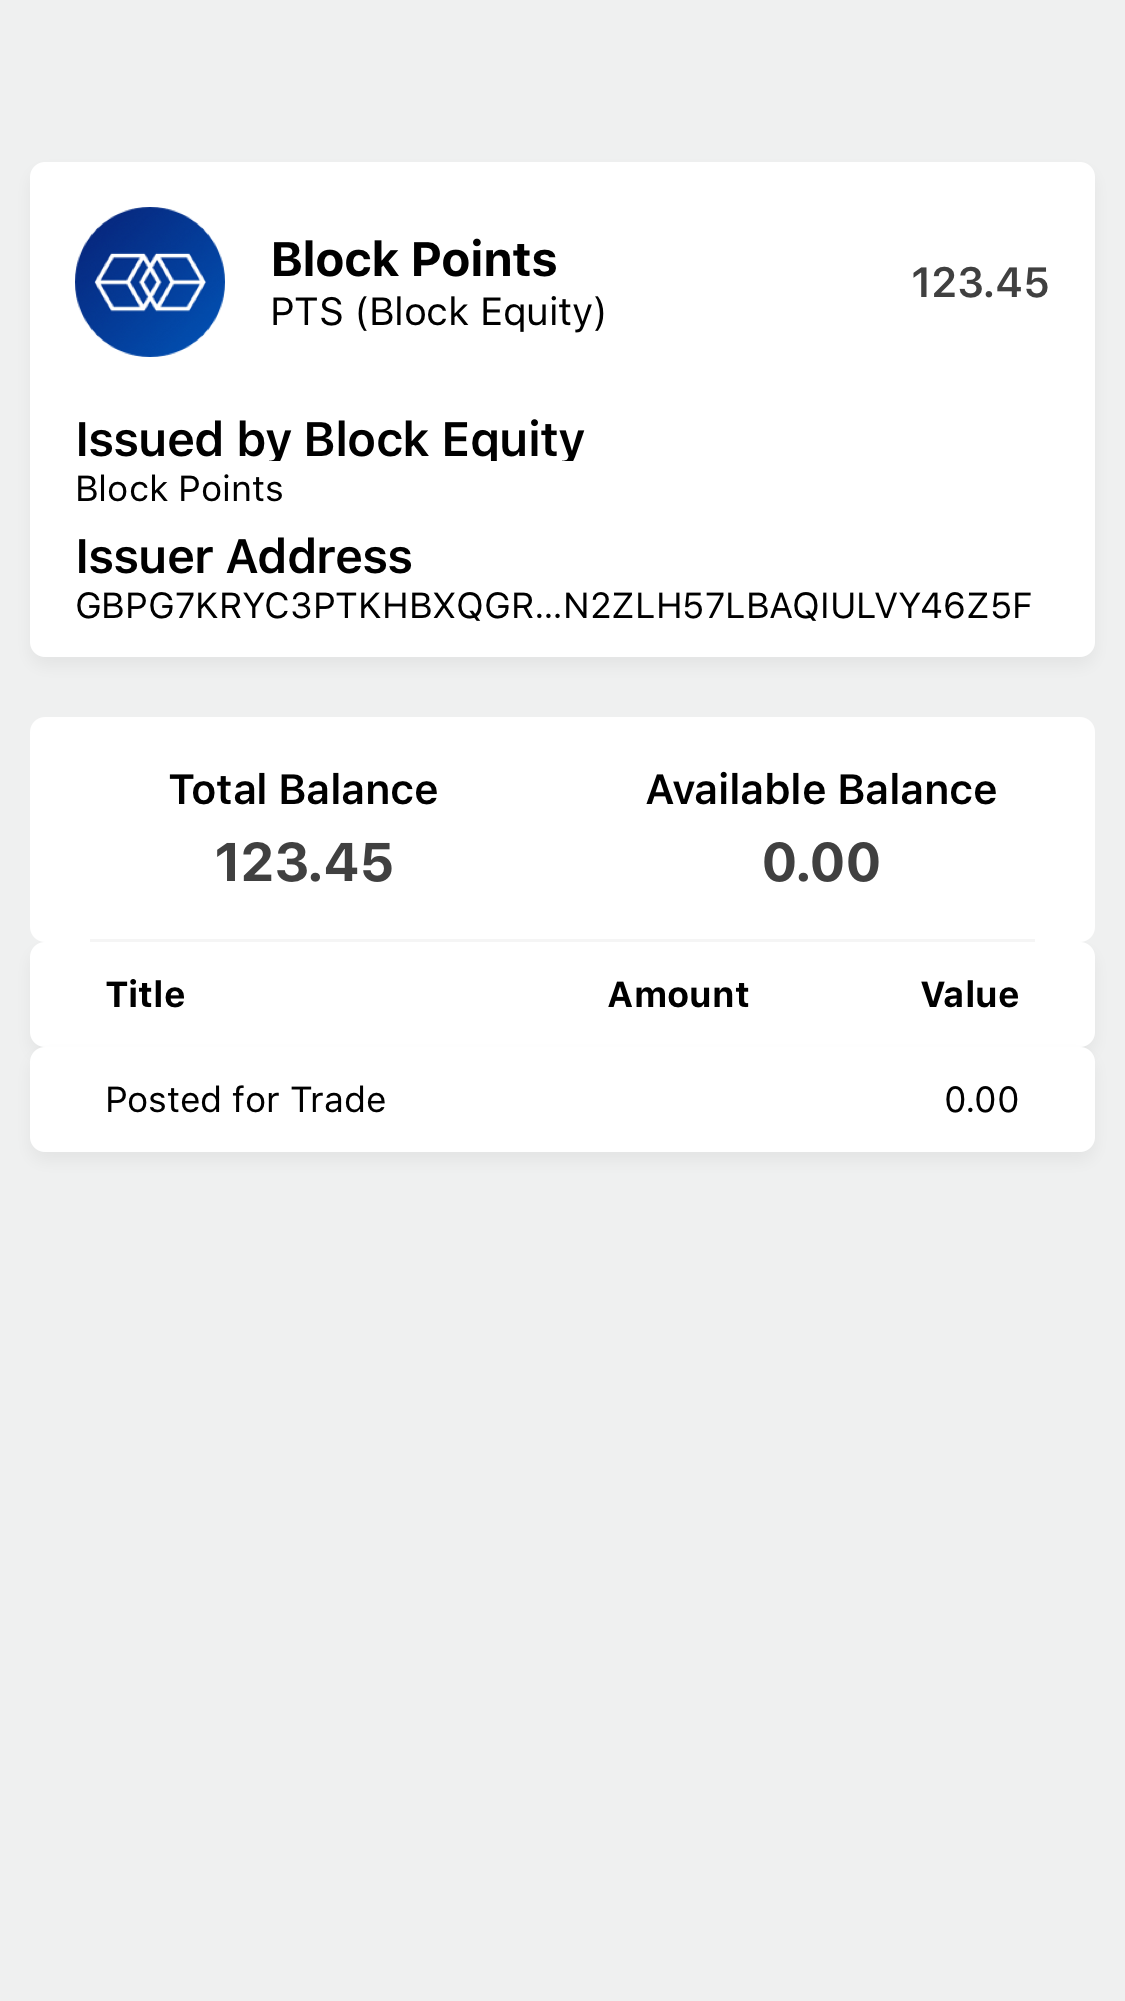 Block Points
PTS (Block Equity)
123.45
Issued by Block Equity
Block Points
Issuer Address
GBPG7KRYC3PTKHBXQGR...N2ZLH57LBAQIULVY46Z5F
Total Balance
Available Balance
123.45
0.00
Title Amount Value
Posted for Trade 0.00